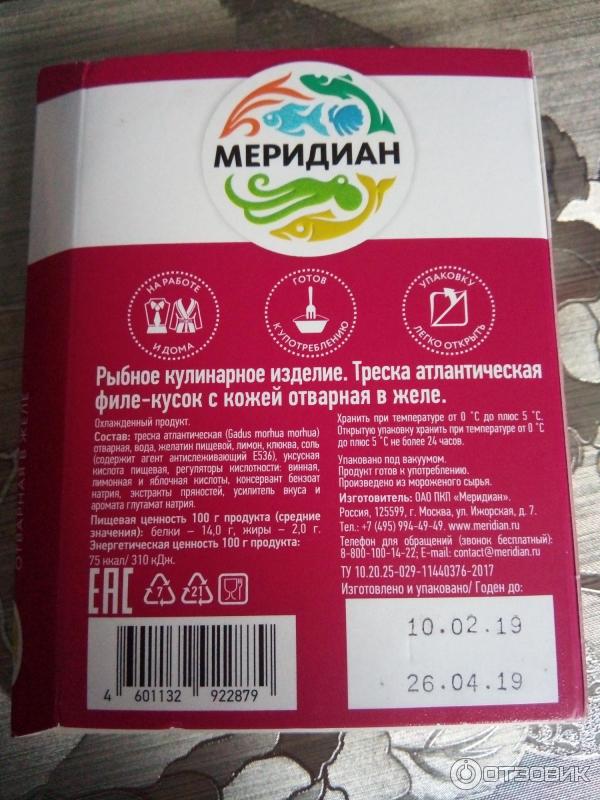 МЕРИДИАН
НА РАБОТЕ
И ДОМА
ГОТОВ
К УПОТРЕБЛЕНИЮ
УПАКОВКУ
ЛЕГКО ОТКРЫТЬ
Рыбное кулинарное изделие. Треска атлантическая
филе-кусок с кожей отварная в желе.
Охлажденный продукт.
Состав: треска атлантическая (Gadus morhua morhua)
отварная, вода, желатин пищевой, лимон, клюква, соль
(содержит агент антислеживающий Е536), уксусная
кислота пищевая, регуляторы кислотности: винная,
лимонная и яблочная кислоты, консервант бензоат
натрия, экстракты пряностей, усилитель вкуса и
аромата глутамат натрия.
Пищевая ценность 100 г продукта (средние
значения): белки – 14,0 г, жиры – 2,0 г.
Энергетическая ценность 100 г продукта:
75 ккал/ 310 кДж.
Хранить при температуре от 0 °С до плюс 5 °С.
Открытую упаковку хранить при температуре от 0 °С
до плюс 5 °С не более 24 часов.
Упаковано под вакуумом.
Продукт готов к употреблению.
Произведено из мороженого сырья.
Изготовитель: ОАО ПКП «Меридиан».
Россия, 125599, г. Москва, ул. Ижорская, д. 7.
Тел.: +7 (495) 994-49-49. www.meridian.ru
Телефон для обращений (звонок бесплатный):
8-800-100-14-22; E-mail: contact@meridian.ru
ТУ 10.20.25-029-11440376-2017
Изготовлено и упаковано/ Годен до:
10.02.19
26.04.19
ЕАС
7
21
4 601132 922879
ОТВАРНАЯ В ЖЕЛЕ
ОТЗОВИК